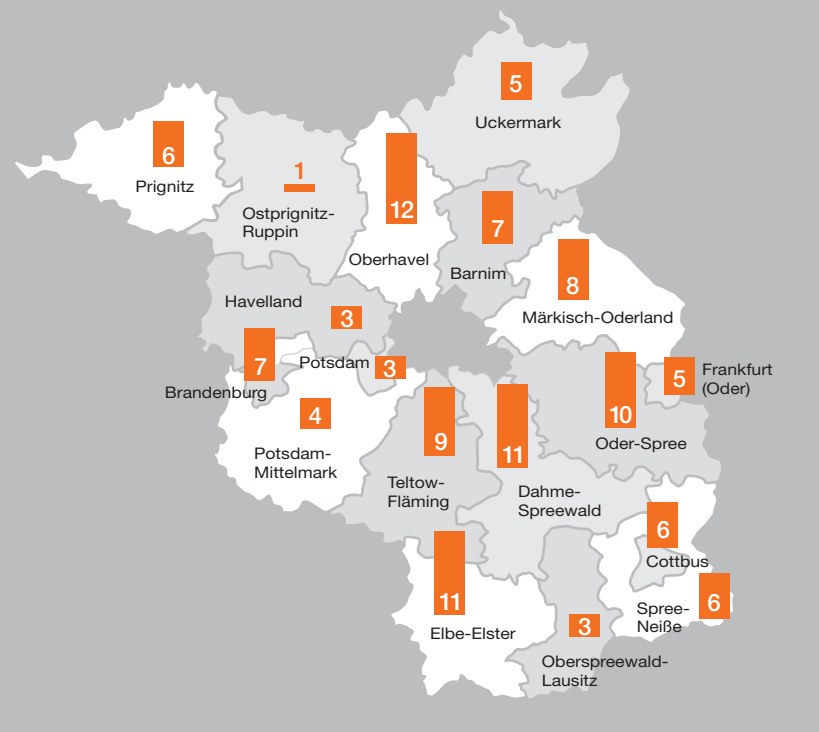 5
Uckermark
6
Prignitz
1
Ostprignitz-
Ruppin
12
Oberhavel
7
Barnim
8
Märkisch-Oderland
Havelland
3
7
Brandenburg
Potsdam
3
4
Potsdam-
Mittelmark
9
Teltow-
Fläming
11
Dahme-
Spreewald
10
Oder-Spree
5
Frankfurt
(Oder)
6
Cottbus
6
Spree-
Neiße
11
Elbe-Elster
3
Oberspreewald-
Lausitz